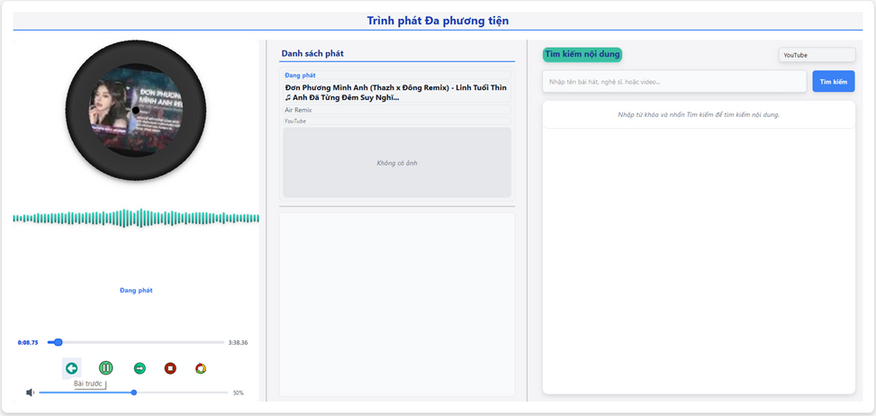 Trình phát Đa phương tiện
ĐƠN PHƯƠNG
MÌNH ANH REM
Đang phát
0:08.75
3:38.36
Bài trước
50%
Danh sách phát
Đang phát
Đơn Phương Mình Anh (Thazh x Đông Remix) - Linh Tuổi Thìn
♫ Anh Đã Từng Đêm Suy Nghĩ...
Air Remix
YouTube
Không có ảnh
Tìm kiếm nội dung
YouTube
Nhập tên bài hát, nghệ sĩ, hoặc video...
Tìm kiếm
Nhập từ khóa và nhấn Tìm kiếm để tìm kiếm nội dung.